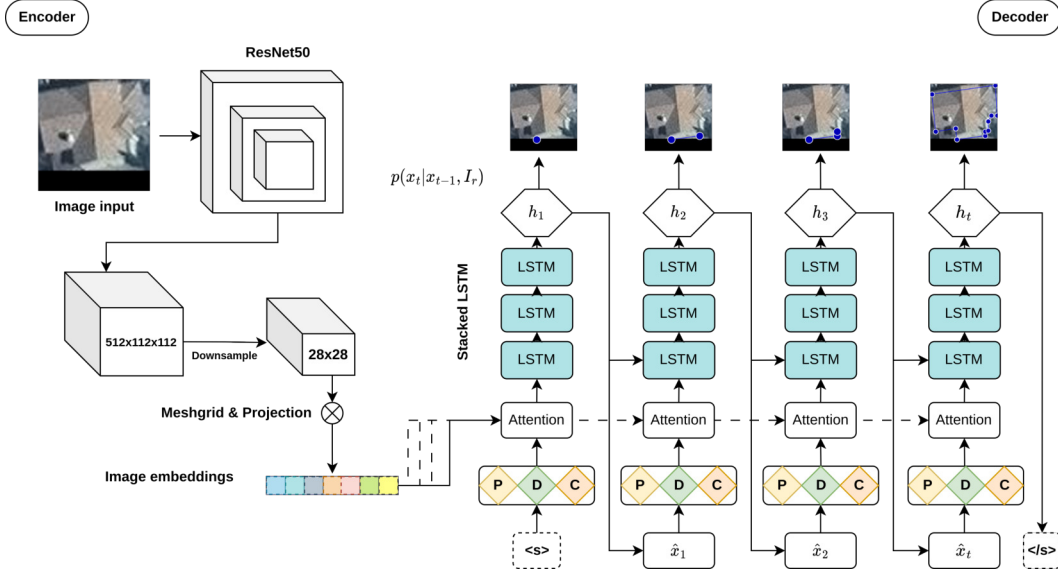 Encoder
Decoder
ResNet50
Image input
512x112x112
Downsample
28x28
Meshgrid & Projection
Image embeddings
p(x_t|x_{t-1}, I_r)
Stacked LSTM
h_1
h_2
h_3
h_t
LSTM
LSTM
LSTM
LSTM
LSTM
LSTM
LSTM
LSTM
LSTM
LSTM
LSTM
LSTM
Attention
Attention
Attention
Attention
P D C
P D C
P D C
P D C
<s>
x̂_1
x̂_2
x̂_t
</s>